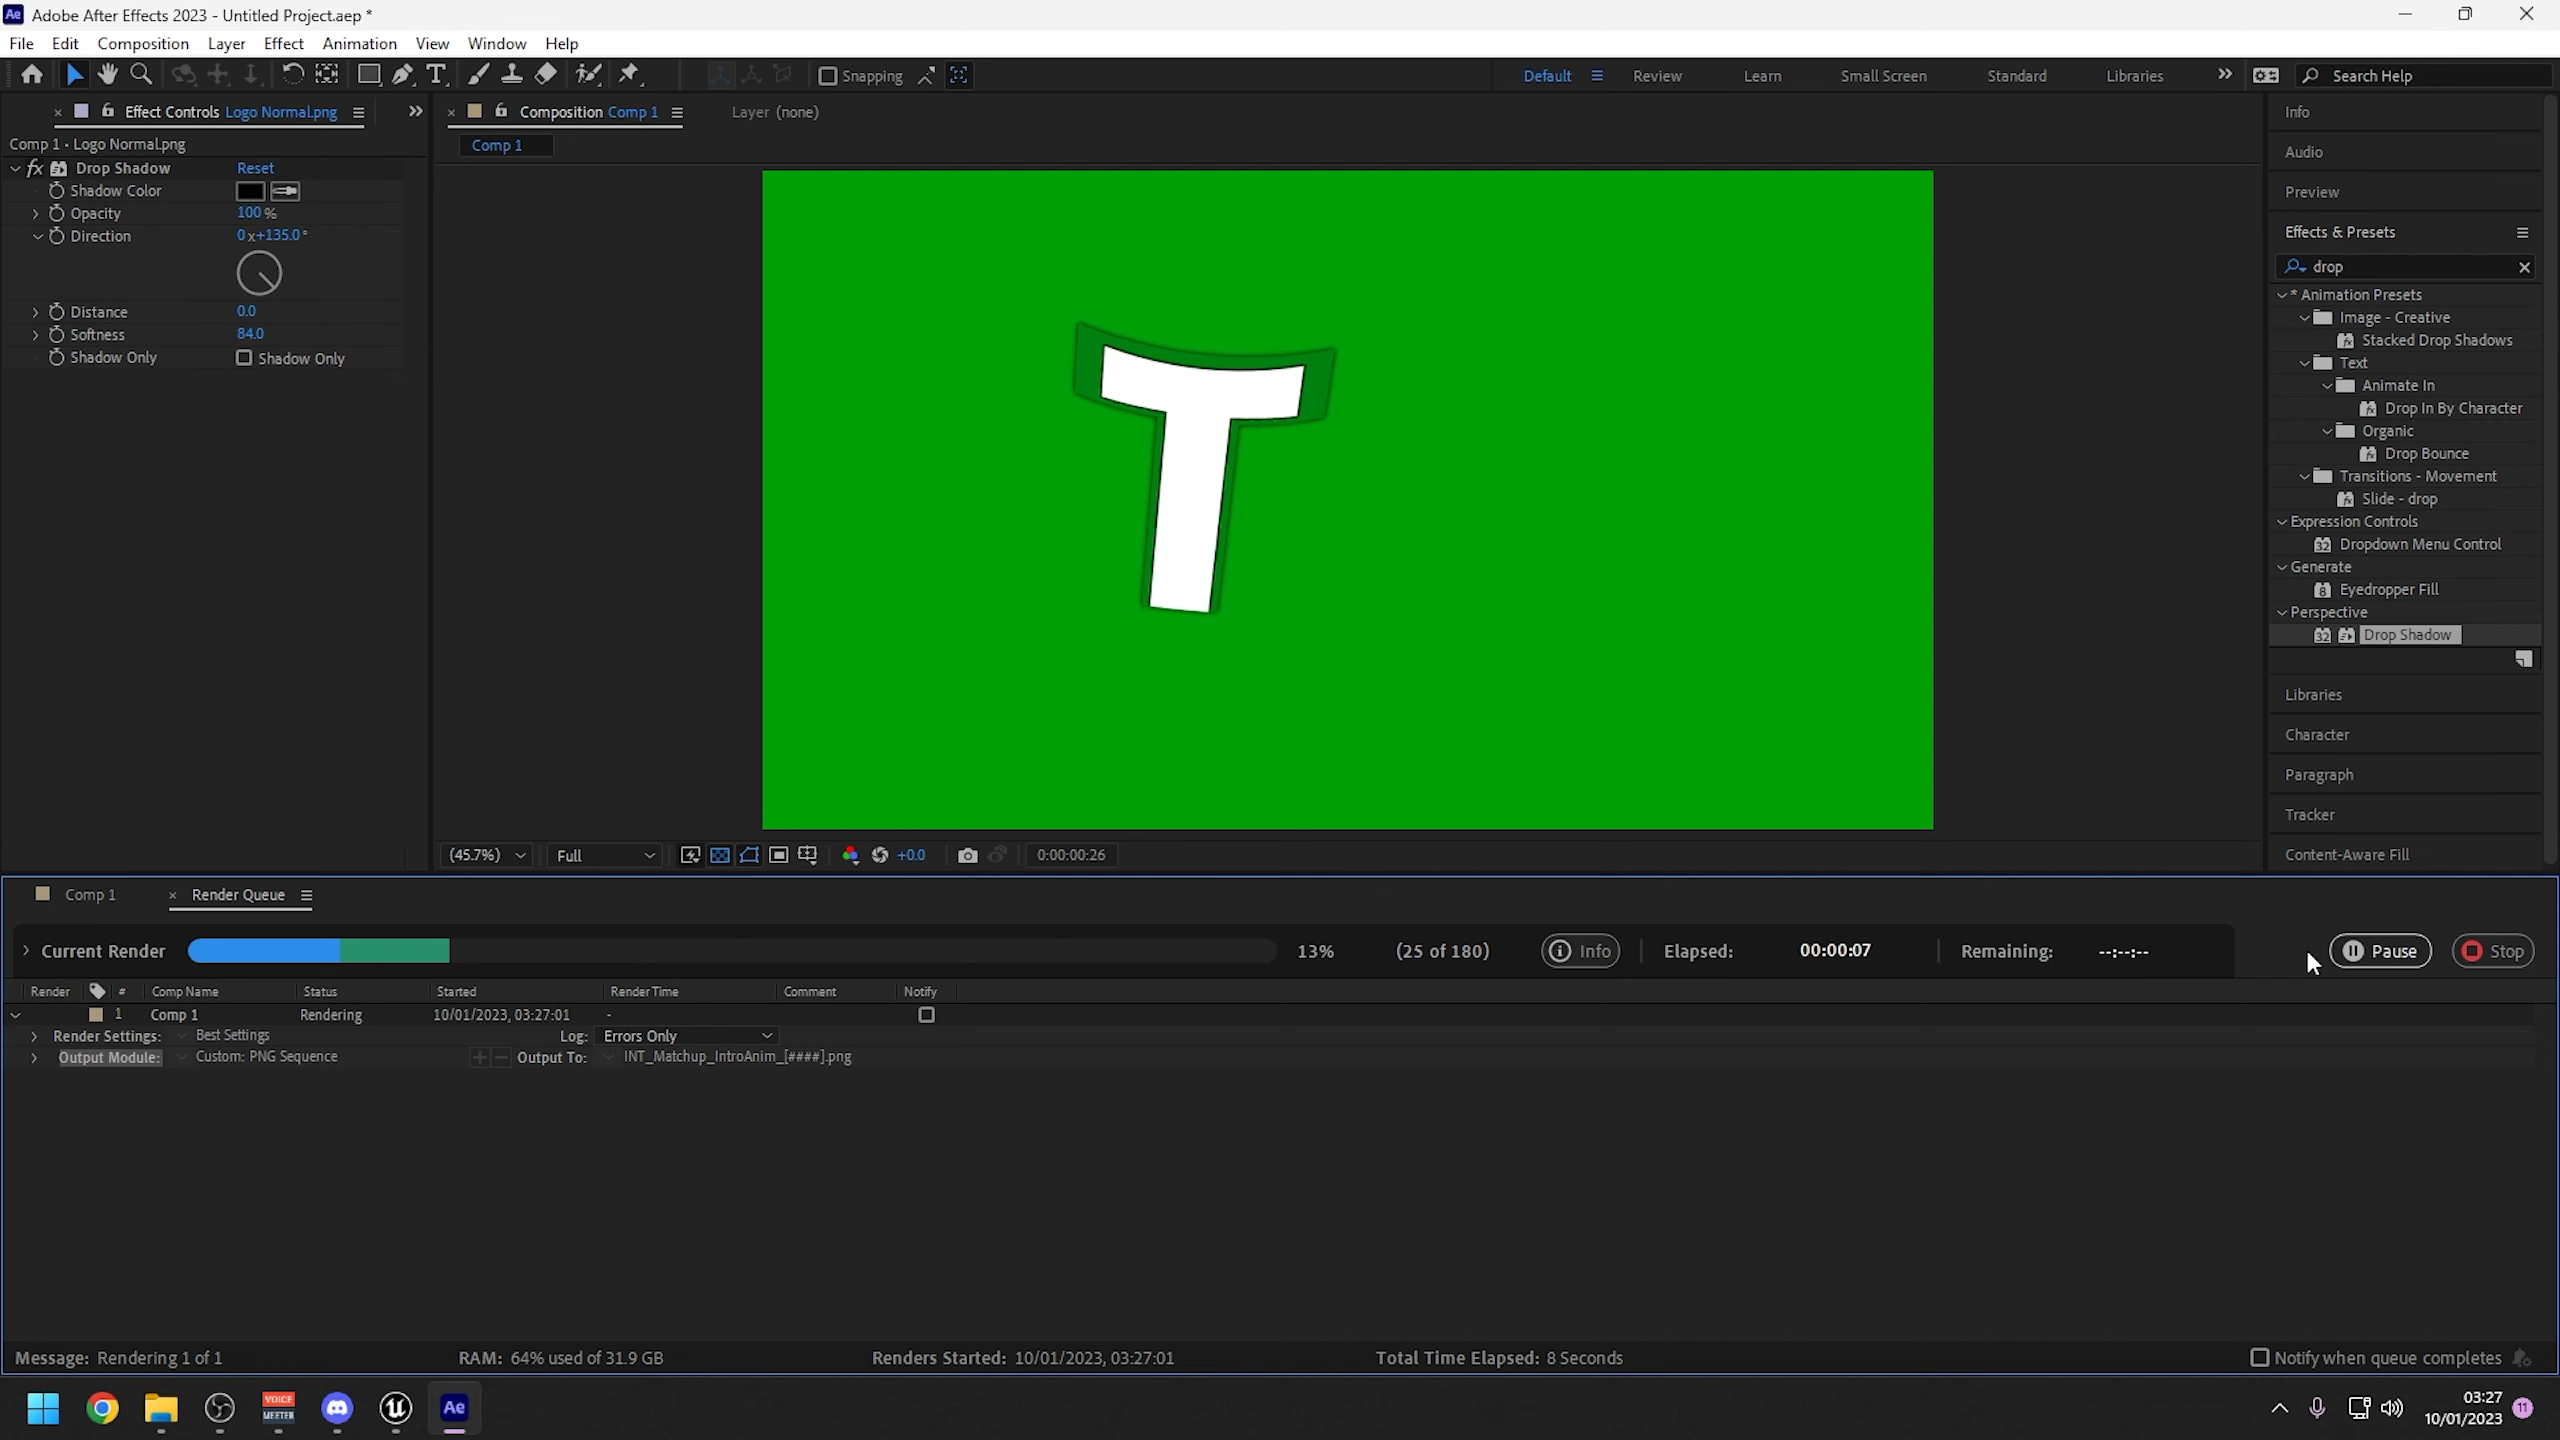 Ae Adobe After Effects 2023 - Untitled Project.aep *
File Edit Composition Layer Effect Animation View Window Help
Snapping Default Review Learn Small Screen Standard Libraries Search Help
Effect Controls Logo Normal.png
Comp 1 • Logo Normal.png
fx Drop Shadow Reset
Shadow Color
Opacity 100 %
Direction 0x+135.0°
Distance 0.0
Softness 84.0
Shadow Only Shadow Only
Composition Comp 1 Layer (none)
Comp 1
T
(45.7%) Full +0.0 0:00:00:26
Info
Audio
Preview
Effects & Presets
drop
* Animation Presets
Image - Creative
Stacked Drop Shadows
Text
Animate In
Drop In By Character
Organic
Drop Bounce
Transitions - Movement
Slide - drop
Expression Controls
32 Dropdown Menu Control
Generate
8 Eyedropper Fill
Perspective
32 Drop Shadow
Libraries
Character
Paragraph
Tracker
Content-Aware Fill
Comp 1 Render Queue
Current Render 13% (25 of 180) Info Elapsed: 00:00:07 Remaining: --:--:-- Pause Stop
Render # Comp Name Status Started Render Time Comment Notify
1 Comp 1 Rendering 10/01/2023, 03:27:01 -
Render Settings: Best Settings Log: Errors Only
Output Module: Custom: PNG Sequence Output To: INT_Matchup_IntroAnim_[####].png
Message: Rendering 1 of 1 RAM: 64% used of 31.9 GB Renders Started: 10/01/2023, 03:27:01 Total Time Elapsed: 8 Seconds Notify when queue completes
VOICE
MEETER
Ae
03:27
10/01/2023
11